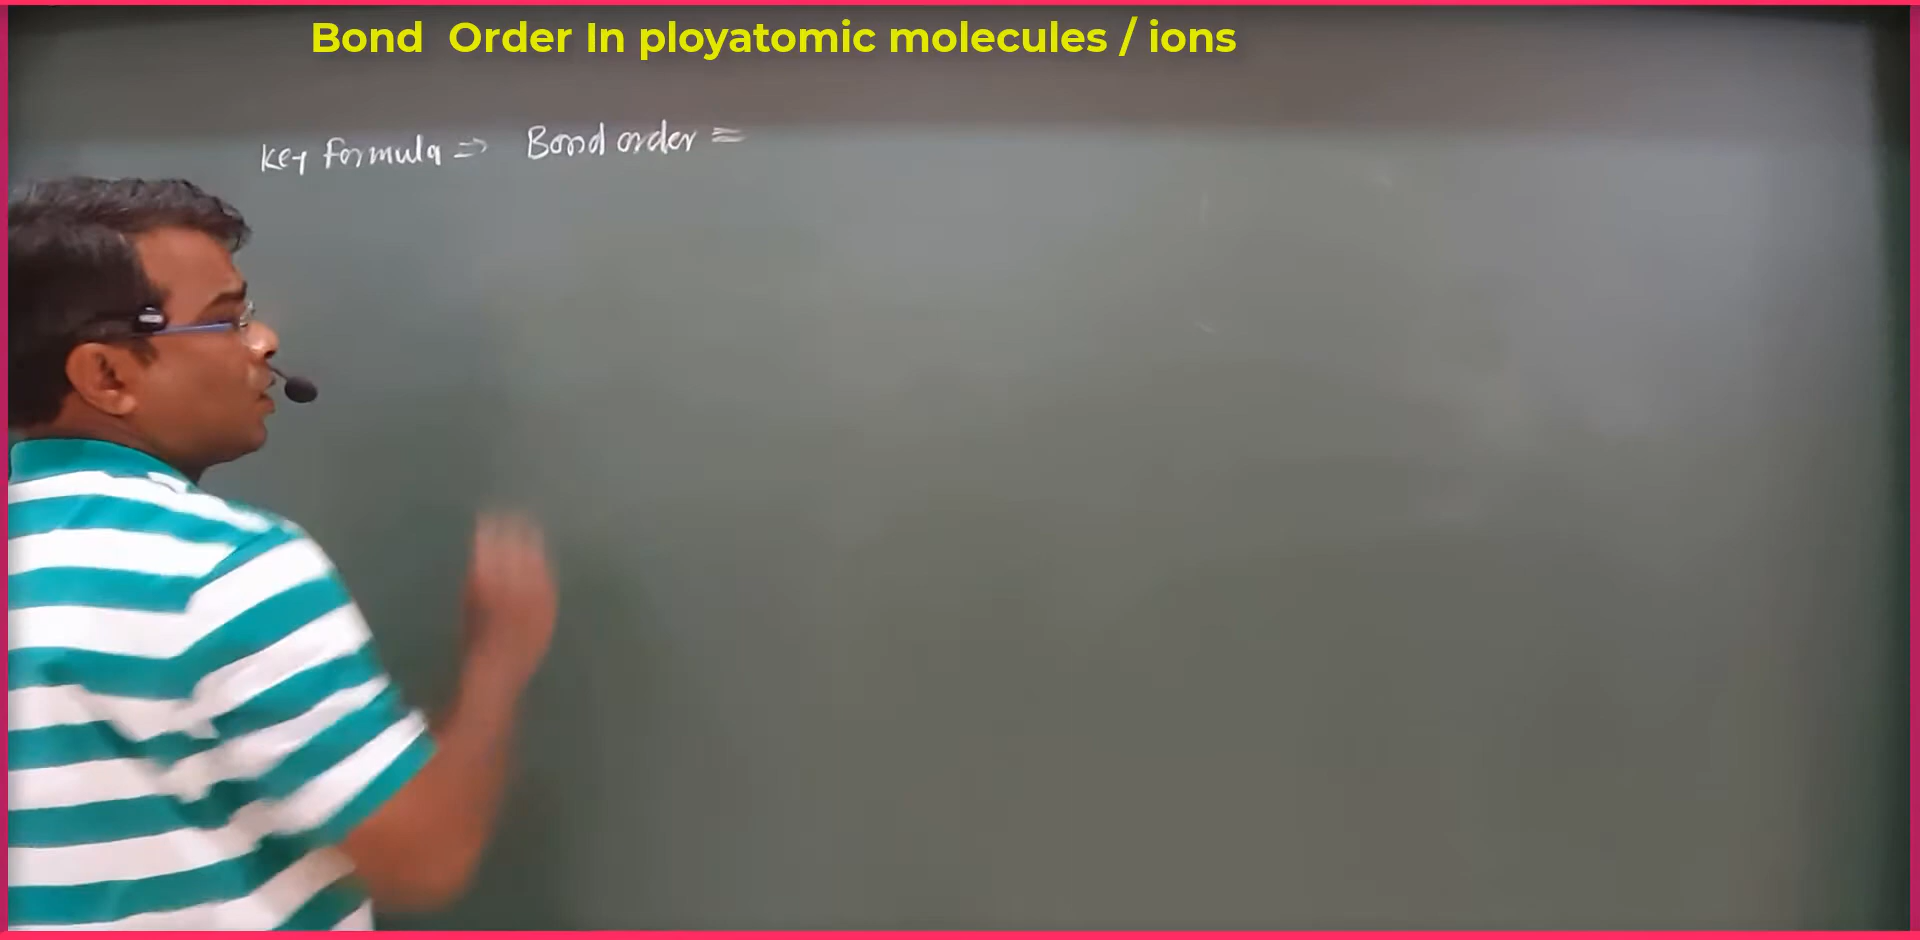 Bond Order In ployatomic molecules / ions
Key formula => Bond order =